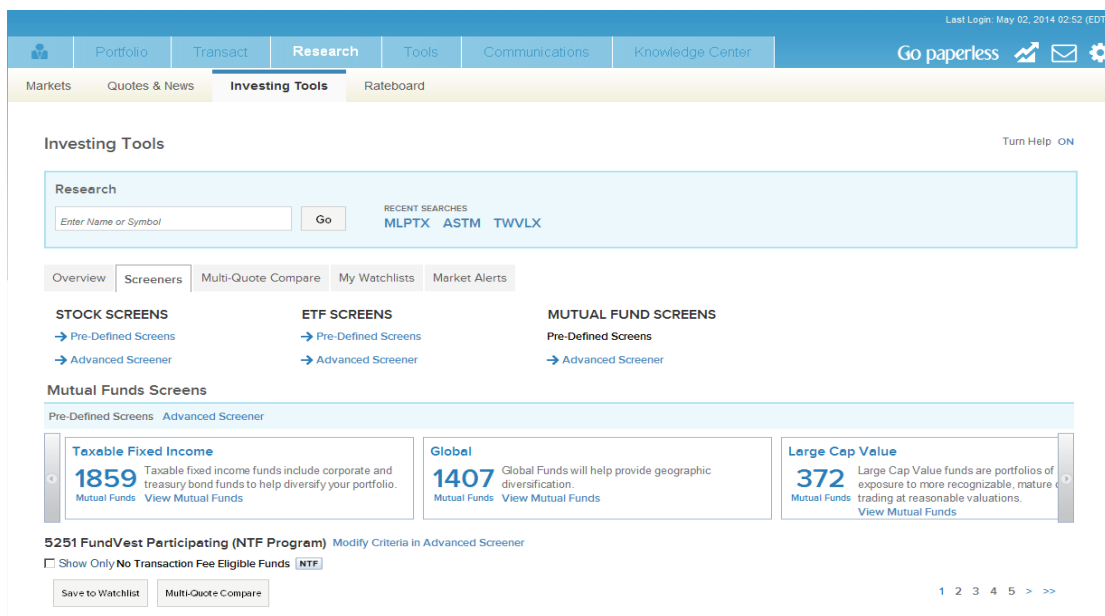 Last Login: May 02, 2014 02:52 (EDT
Portfolio Transact Research Tools Communications Knowledge Center Go paperless
Markets Quotes & News Investing Tools Rateboard
Investing Tools Turn Help ON
Research
Enter Name or Symbol Go RECENT SEARCHES
MLPTX ASTM TWVLX
Overview Screeners Multi-Quote Compare My Watchlists Market Alerts
STOCK SCREENS ETF SCREENS MUTUAL FUND SCREENS
Pre-Defined Screens Pre-Defined Screens Pre-Defined Screens
Advanced Screener Advanced Screener Advanced Screener
Mutual Funds Screens
Pre-Defined Screens Advanced Screener
Taxable Fixed Income
1859 Mutual Funds
Taxable fixed income funds include corporate and
treasury bond funds to help diversify your portfolio.
View Mutual Funds
Global
1407 Mutual Funds
Global Funds will help provide geographic
diversification.
View Mutual Funds
Large Cap Value
372 Mutual Funds
Large Cap Value funds are portfolios of
exposure to more recognizable, mature
trading at reasonable valuations.
View Mutual Funds
5251 FundVest Participating (NTF Program) Modify Criteria in Advanced Screener
Show Only No Transaction Fee Eligible Funds NTF
Save to Watchlist Multi-Quote Compare 1 2 3 4 5 > >>